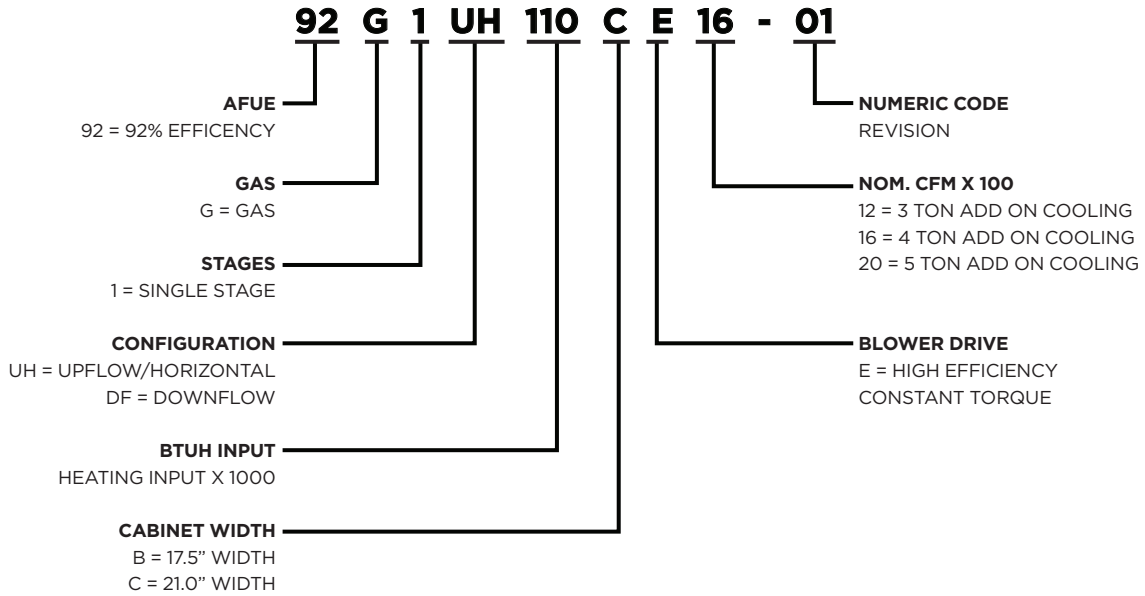 92 G 1 UH 110 C E 16 - 01
AFUE
92 = 92% EFFICENCY
GAS
G = GAS
STAGES
1 = SINGLE STAGE
CONFIGURATION
UH = UPFLOW/HORIZONTAL
DF = DOWNFLOW
BTUH INPUT
HEATING INPUT X 1000
CABINET WIDTH
B = 17.5” WIDTH
C = 21.0” WIDTH
NUMERIC CODE
REVISION
NOM. CFM X 100
12 = 3 TON ADD ON COOLING
16 = 4 TON ADD ON COOLING
20 = 5 TON ADD ON COOLING
BLOWER DRIVE
E = HIGH EFFICIENCY
CONSTANT TORQUE